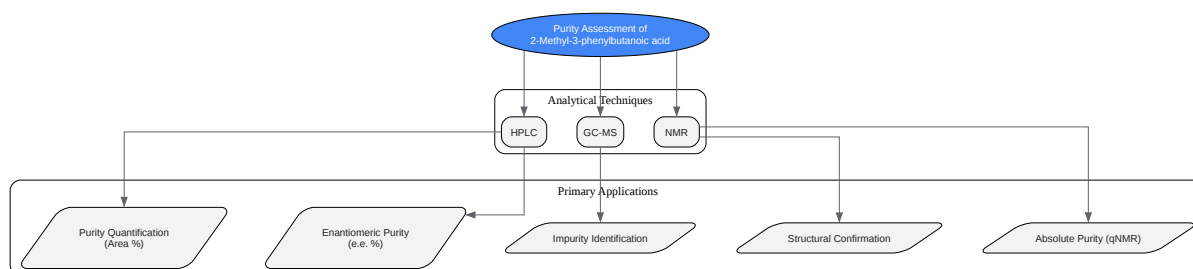 Purity Assessment of
2-Methyl-3-phenylbutanoic acid
Analytical Techniques
HPLC
GC-MS
NMR
Primary Applications
Purity Quantification
(Area %)
Enantiomeric Purity
(e.e. %)
Impurity Identification
Structural Confirmation
Absolute Purity (qNMR)